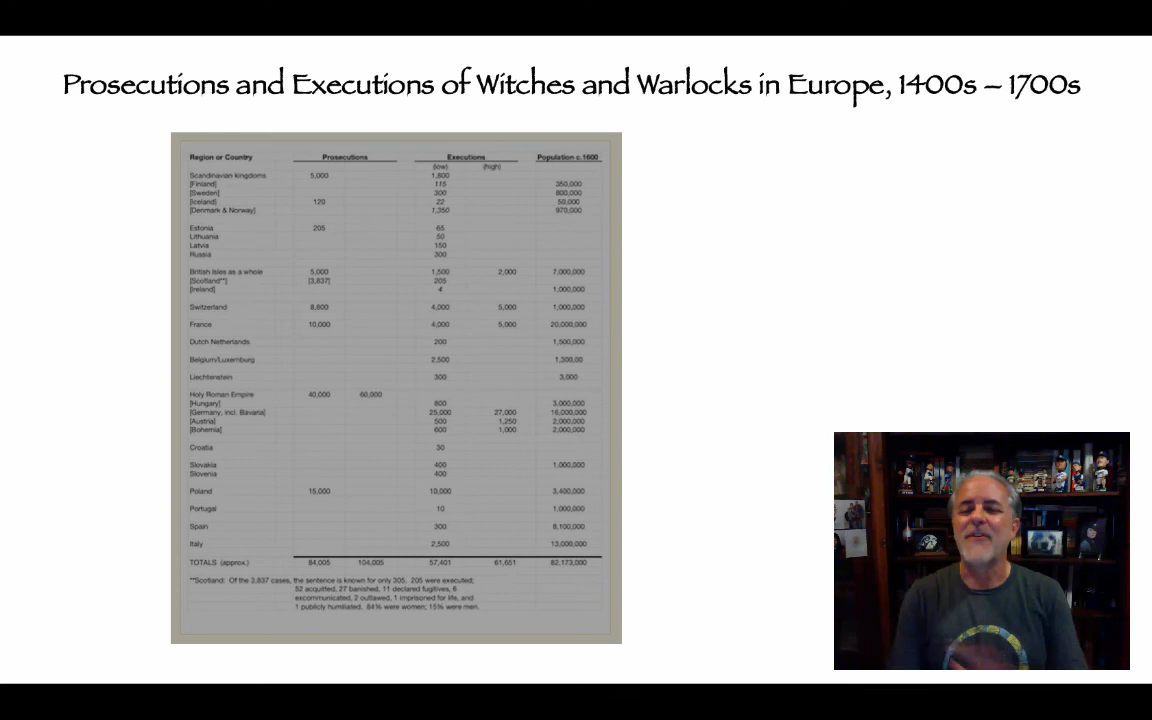 Prosecutions and Executions of Witches and Warlocks in Europe, 1400s – 1700s
Region or Country Prosecutions Executions Population c.1600
(low) (high)
Scandinavian kingdoms 5,000 1,800
[Finland] 115 350,000
[Sweden] 300 800,000
[Iceland] 120 22 50,000
[Denmark & Norway] 1,350 970,000
Estonia 205 65
Lithuania 50
Latvia 150
Russia 300
British Isles as a whole 5,000 1,500 2,000 7,000,000
[Scotland**] [3,837] 205
[Ireland] 4 1,000,000
Switzerland 8,800 4,000 5,000 1,000,000
France 10,000 4,000 5,000 20,000,000
Dutch Netherlands 200 1,500,000
Belgium/Luxemburg 2,500 1,300,00
Liechtenstein 300 3,000
Holy Roman Empire 40,000 60,000
[Hungary] 800 3,000,000
[Germany, incl. Bavaria] 25,000 27,000 16,000,000
[Austria] 500 1,250 2,000,000
[Bohemia] 600 1,000 2,000,000
Croatia 30
Slovakia 400 1,000,000
Slovenia 400
Poland 15,000 10,000 3,400,000
Portugal 10 1,000,000
Spain 300 8,100,000
Italy 2,500 13,000,000
TOTALS (approx.) 84,005 104,005 57,401 61,651 82,173,000
**Scotland: Of the 3.837 cases, the sentence is known for only 305. 205 were executed;
52 acquitted, 27 banished, 11 declared fugitives, 6
excommunicated, 2 outlawed, 1 imprisoned for life, and
1 publicly humiliated. 84% were women; 15% were men.